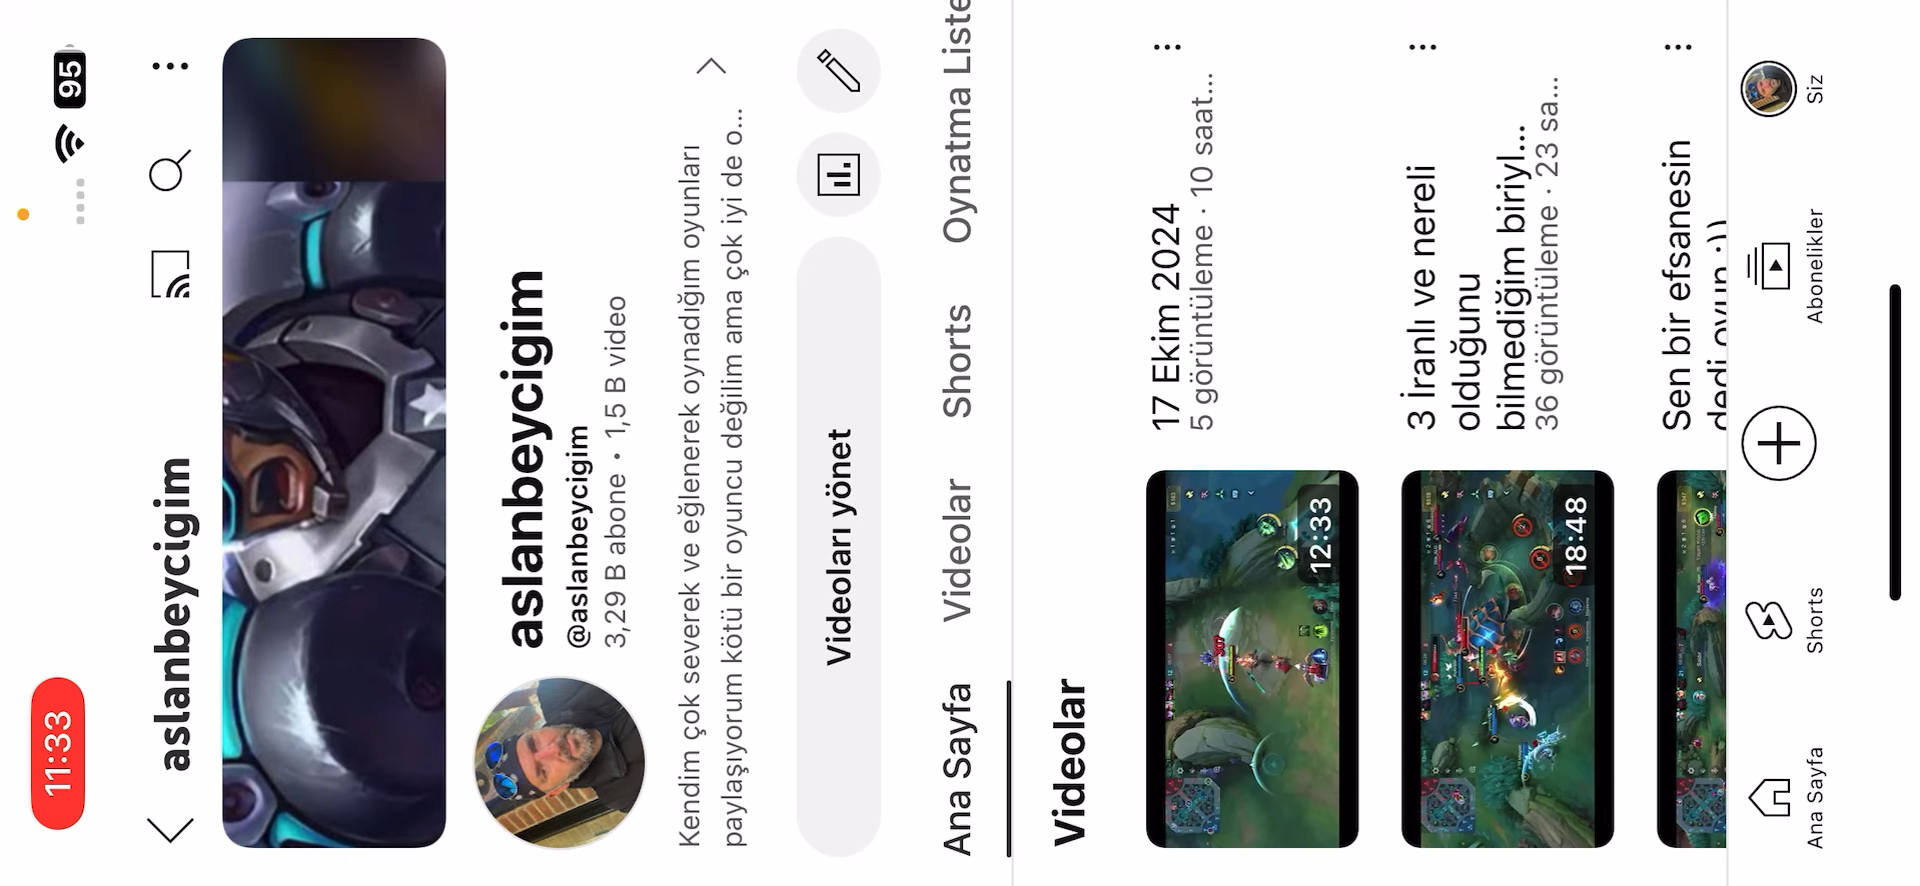 11:33
95
aslanbeycigim
aslanbeycigim
@aslanbeycigim
3,29 B abone • 1,5 B video
Kendim çok severek ve eğlenerek oynadığım oyunları
paylaşıyorum kötü bir oyuncu değilim ama çok iyi de o...
Videoları yönet
Ana Sayfa
Videolar
Shorts
Oynatma Liste
Videolar
12:33
17 Ekim 2024
5 görüntüleme · 10 saat...
18:48
3 İranlı ve nereli
olduğunu
bilmediğim biriyl...
36 görüntüleme · 23 sa...
Sen bir efsanesin
dedi oyun :))
Ana Sayfa
Shorts
Abonelikler
Siz